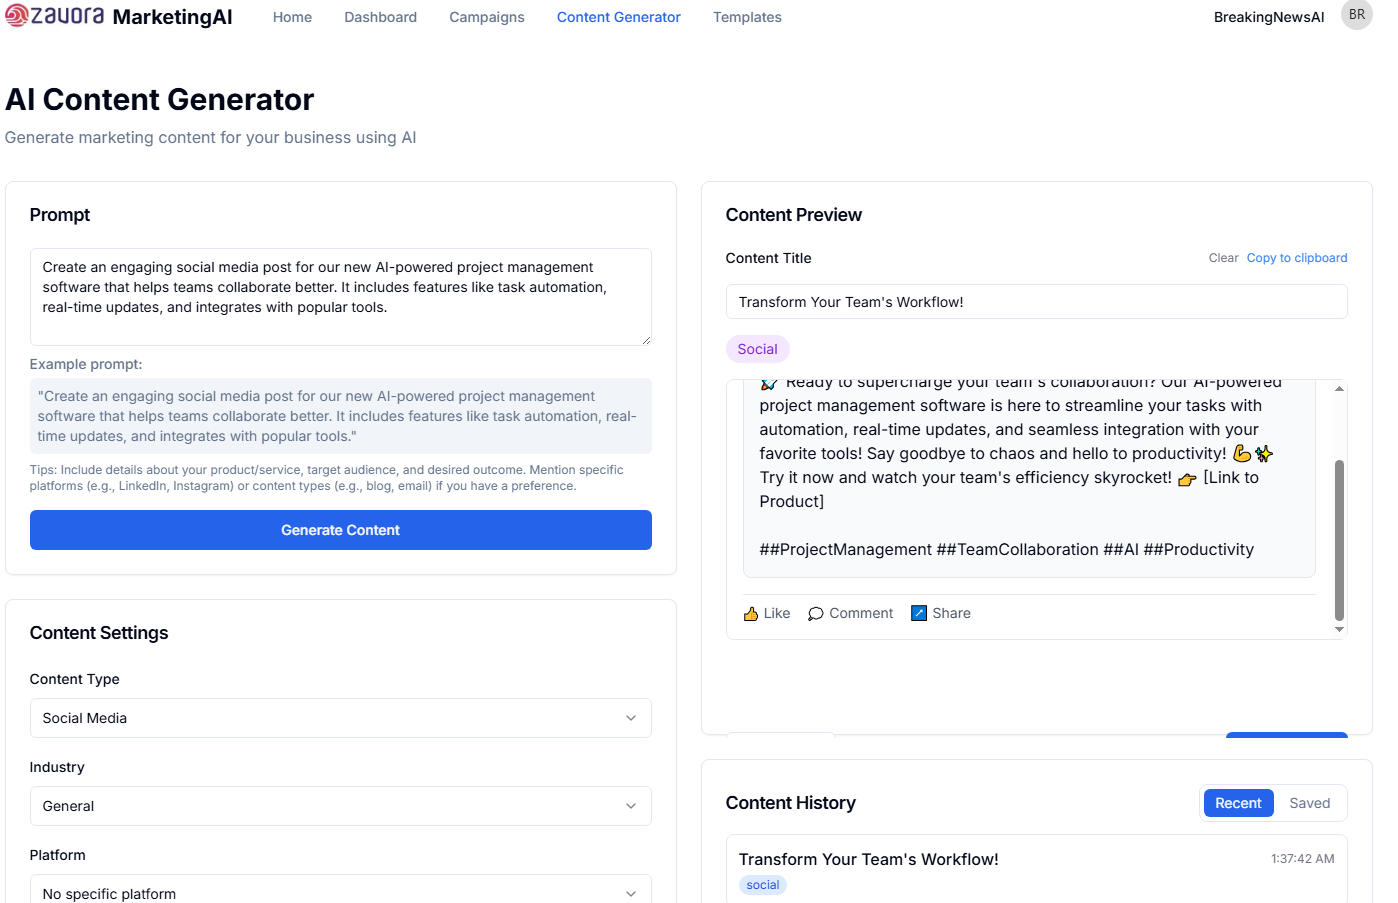 zavora MarketingAI
Home
Dashboard
Campaigns
Content Generator
Templates
BreakingNewsAI
BR
AI Content Generator
Generate marketing content for your business using AI
Prompt
Create an engaging social media post for our new AI-powered project management
software that helps teams collaborate better. It includes features like task automation,
real-time updates, and integrates with popular tools.
Example prompt:
"Create an engaging social media post for our new AI-powered project management
software that helps teams collaborate better. It includes features like task automation, real-
time updates, and integrates with popular tools."
Tips: Include details about your product/service, target audience, and desired outcome. Mention specific
platforms (e.g., LinkedIn, Instagram) or content types (e.g., blog, email) if you have a preference.
Generate Content
Content Settings
Content Type
Social Media
Industry
General
Platform
No specific platform
Content Preview
Content Title
Clear
Copy to clipboard
Transform Your Team's Workflow!
Social
🚀 Ready to supercharge your team's collaboration? Our AI-powered
project management software is here to streamline your tasks with
automation, real-time updates, and seamless integration with your
favorite tools! Say goodbye to chaos and hello to productivity! 💪✨
Try it now and watch your team's efficiency skyrocket! 👉 [Link to
Product]
##ProjectManagement ##TeamCollaboration ##AI ##Productivity
👍 Like
💬 Comment
↗️ Share
Content History
Recent
Saved
Transform Your Team's Workflow!
1:37:42 AM
social